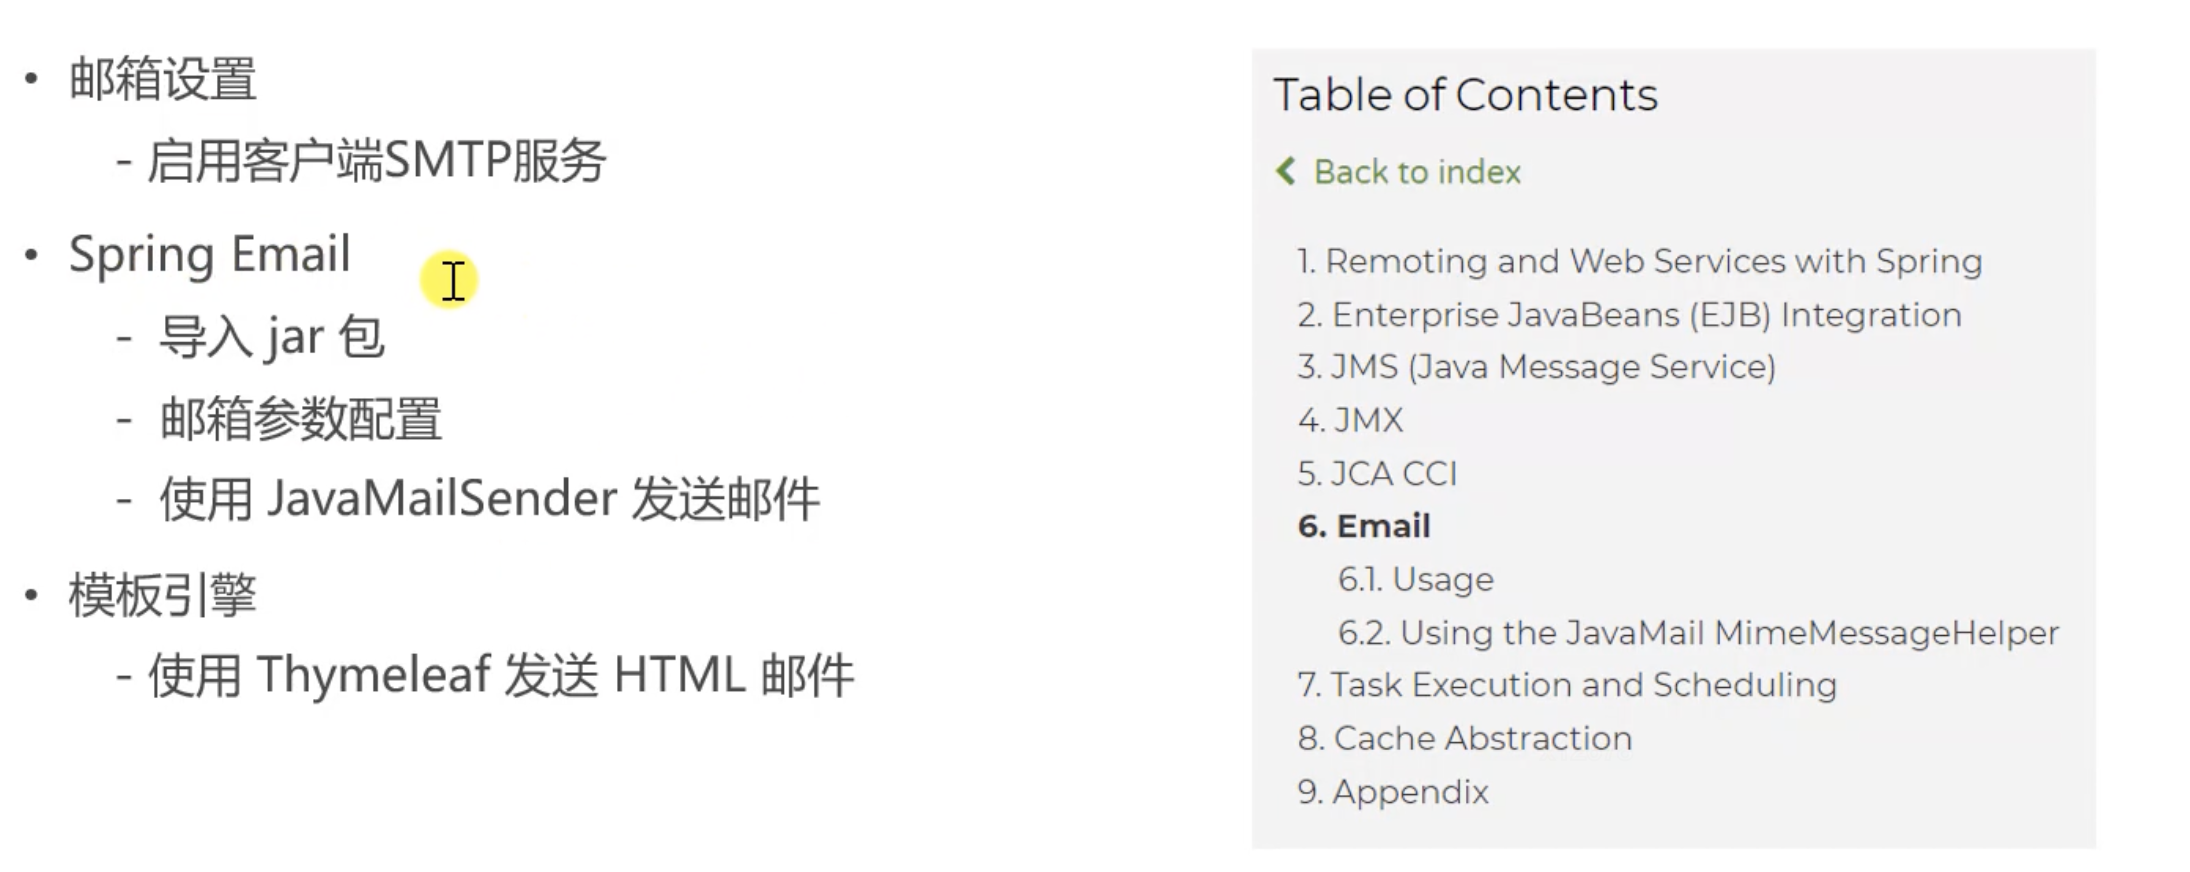 • 邮箱设置
- 启用客户端SMTP服务
• Spring Email
- 导入 jar 包
- 邮箱参数配置
- 使用 JavaMailSender 发送邮件
• 模板引擎
- 使用 Thymeleaf 发送 HTML 邮件
Table of Contents
Back to index
1. Remoting and Web Services with Spring
2. Enterprise JavaBeans (EJB) Integration
3. JMS (Java Message Service)
4. JMX
5. JCA CCI
6. Email
6.1. Usage
6.2. Using the JavaMail MimeMessageHelper
7. Task Execution and Scheduling
8. Cache Abstraction
9. Appendix